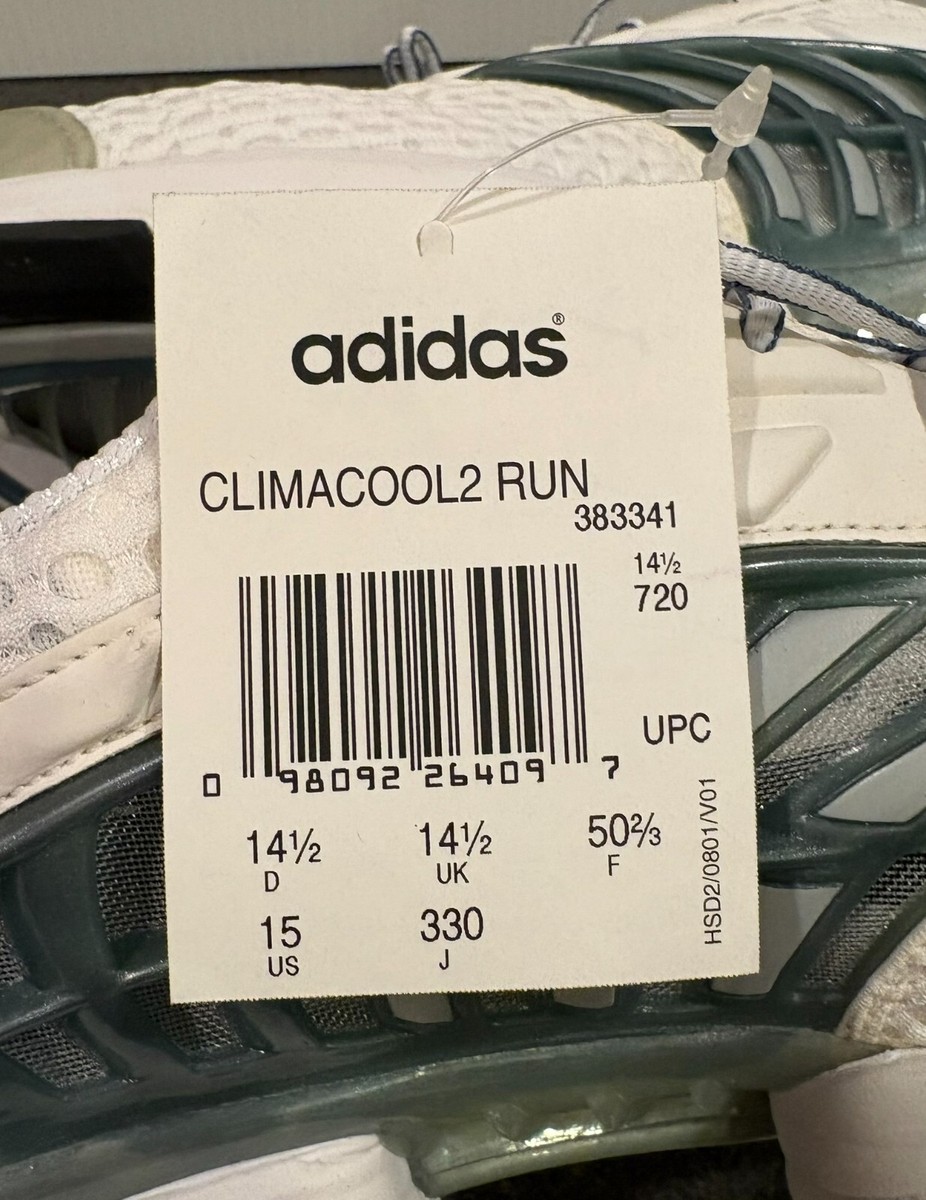 adidas®
CLIMACOOL2 RUN
383341
14½
720
UPC
0 98092 26409 7
14½ 14½ 50⅔
D UK F
15 330
US J
HSD2/0801/V01